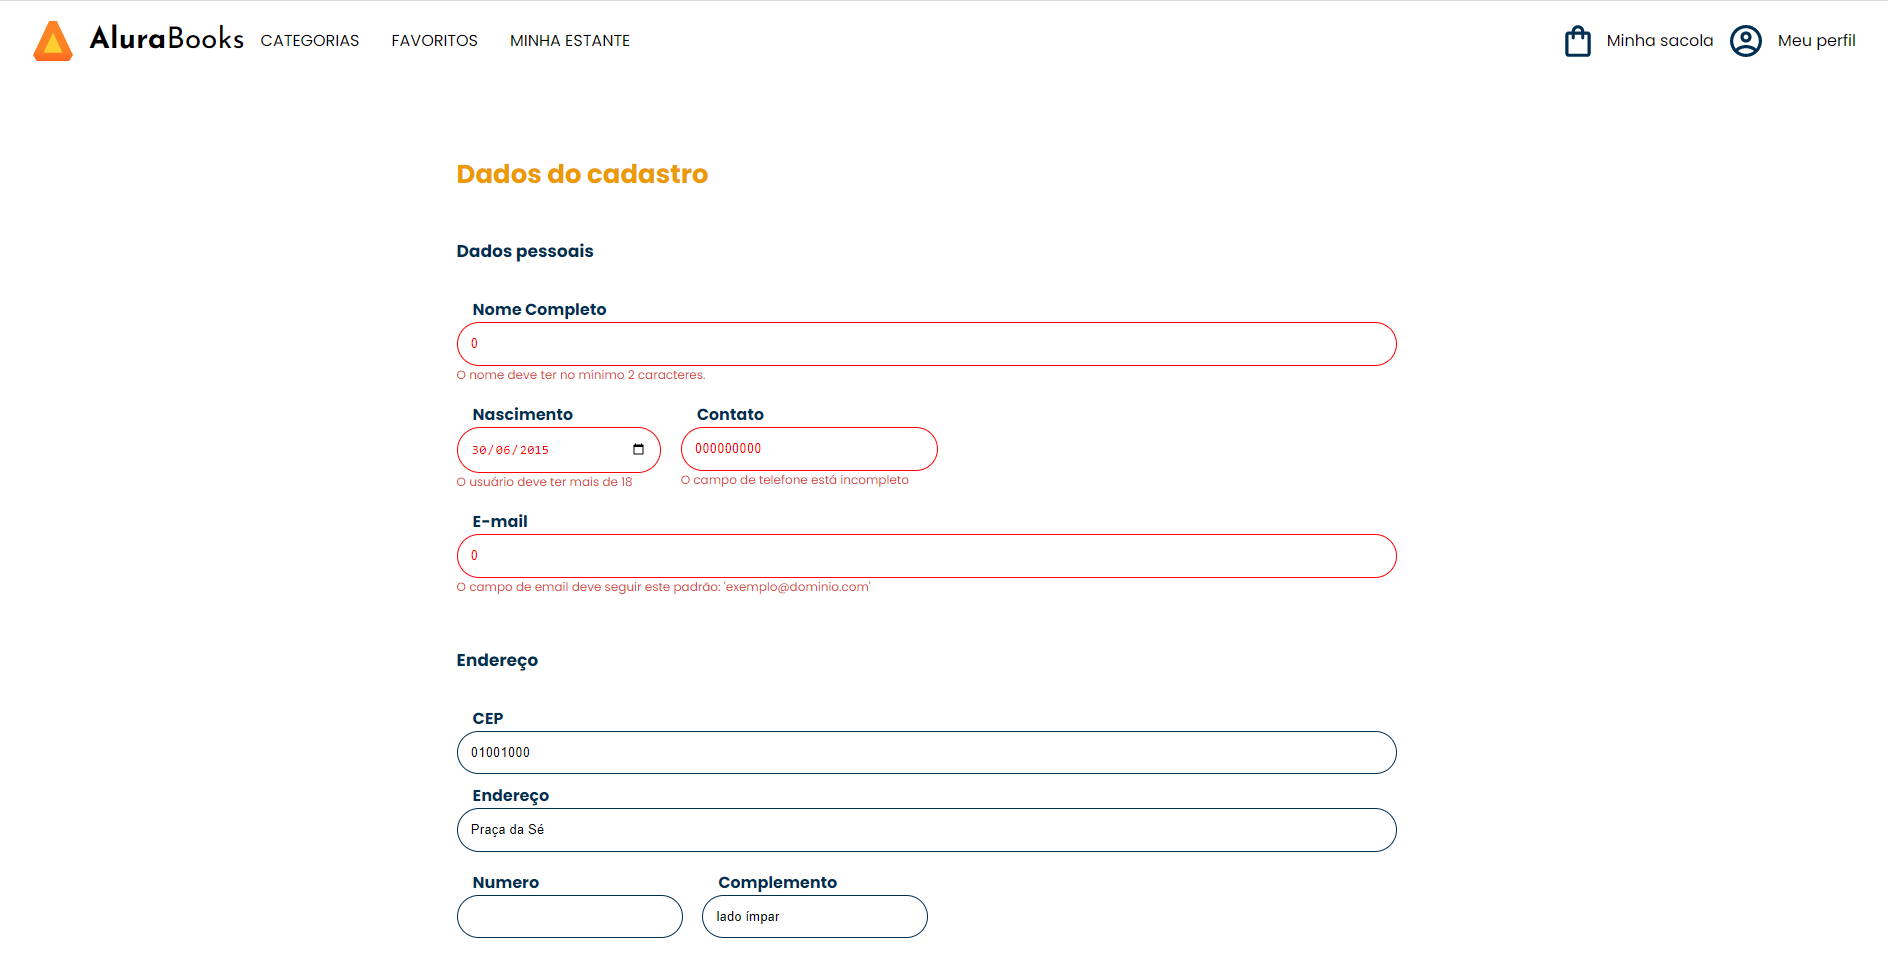 AluraBooks CATEGORIAS FAVORITOS MINHA ESTANTE Minha sacola Meu perfil
Dados do cadastro
Dados pessoais
Nome Completo
0
O nome deve ter no mínimo 2 caracteres.
Nascimento Contato
30/06/2015 000000000
O usuário deve ter mais de 18 O campo de telefone está incompleto
E-mail
0
O campo de email deve seguir este padrão: 'exemplo@dominio.com'
Endereço
CEP
01001000
Endereço
Praça da Sé
Numero Complemento
lado ímpar